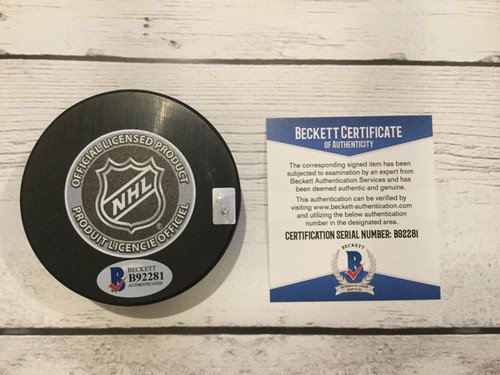 OFFICIAL LICENSED PRODUCT
NHL
®
PRODUIT LICENCIÉ OFFICIEL
BECKETT
B92281
AUTHENTICATED
BECKETT CERTIFICATE
OF AUTHENTICITY
The corresponding signed item has been
subjected to examination by an expert from
Beckett Authentication Services and has
been deemed authentic and genuine.
This authentication can be verified by
visiting www.beckett-authentication.com
and utilizing the below authentication
number in the designated area.
CERTIFICATION SERIAL NUMBER: B92281
BECKETT
B